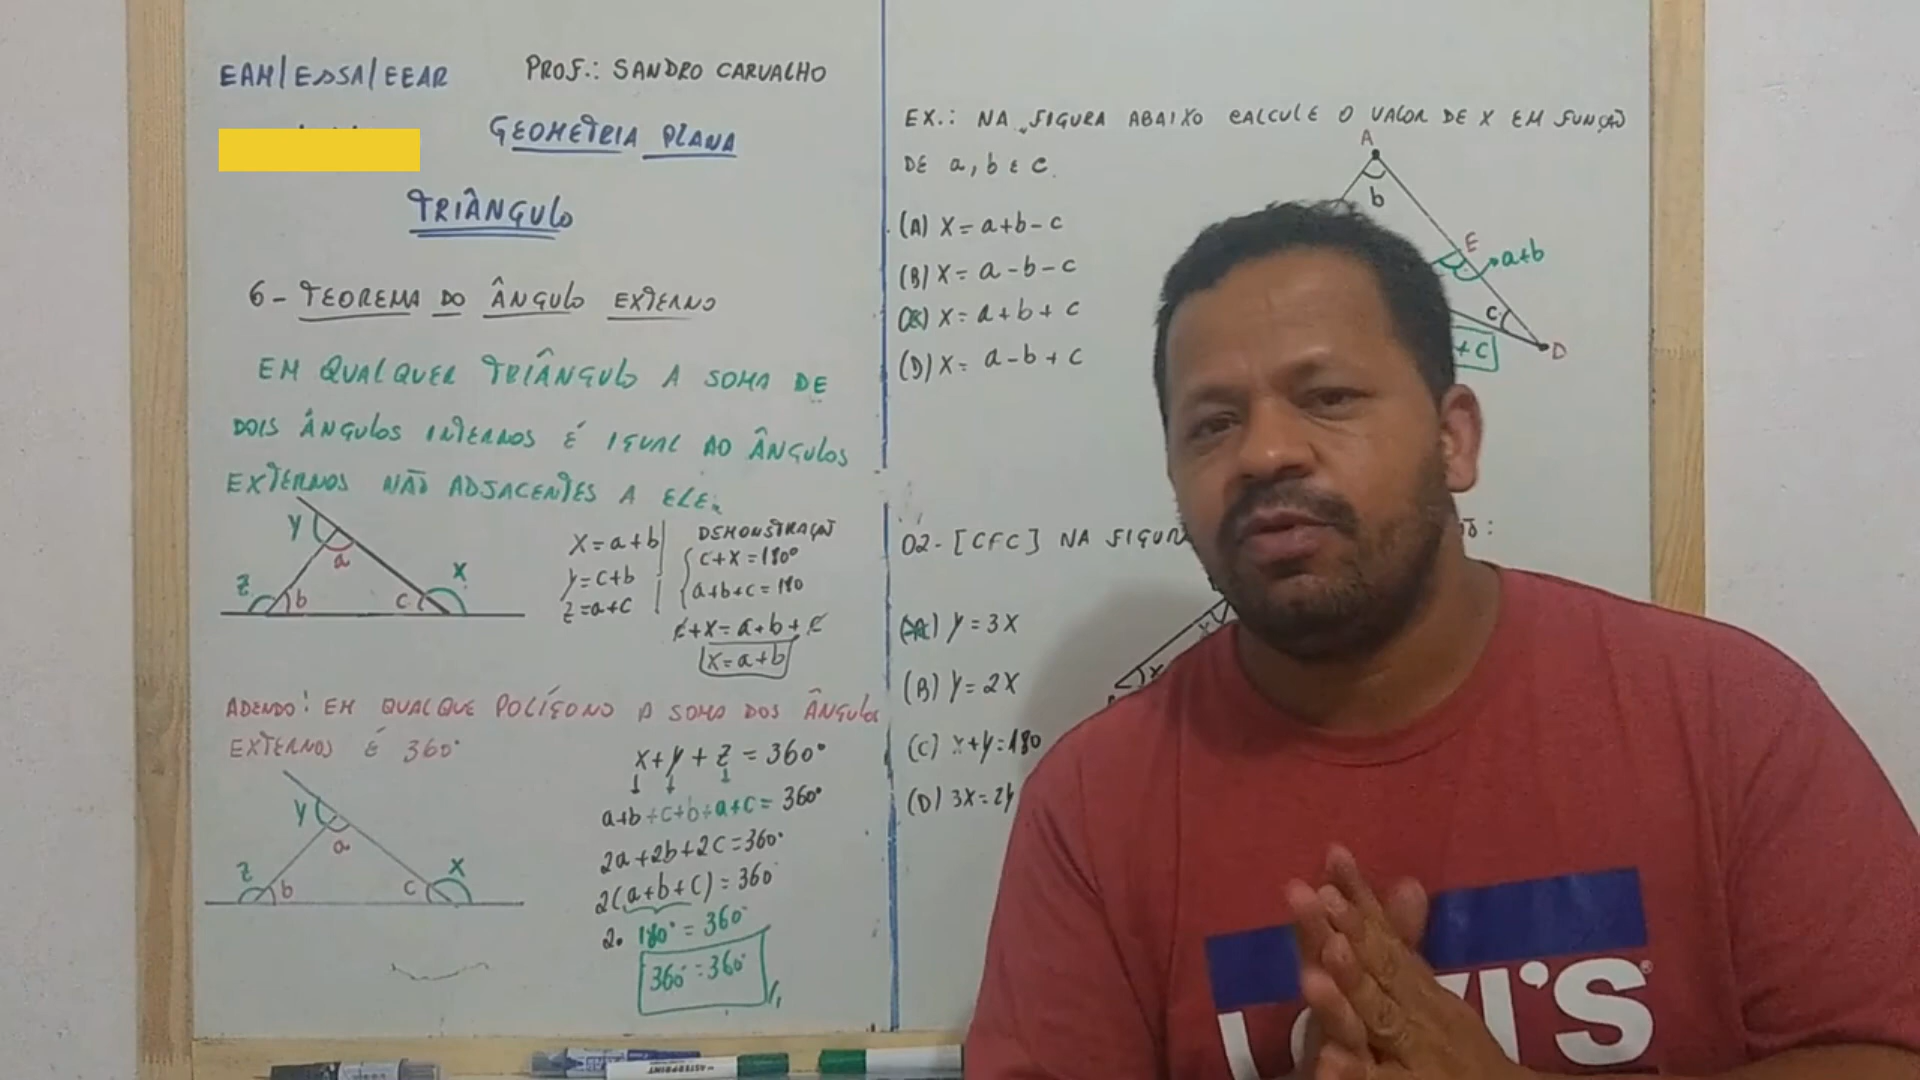 EAM/ESSA/EEAR PROF.: SANDRO CARVALHO
GEOMETRIA PLANA
TRIÂNGULO
6- TEOREMA DO ÂNGULO EXTERNO
EM QUALQUER TRIÂNGULO A SOMA DE
DOIS ÂNGULOS INTERNOS É IGUAL AO ÂNGULOS
EXTERNOS NÃO ADJACENTES A ELE.
y
a
z
b
c
x
X=a+b
y=c+b
z=a+c
DEMONSTRAÇÃO
c+x=180°
a+b+c=180
c+x=a+b+c
x=a+b
ADENDO! EM QUALQUE POLÍGONO A SOMA DOS ÂNGULOS
EXTERNOS É 360°
y
a
z
b
c
x
x+y+z=360°
a+b+c+b+a+c=360°
2a+2b+2c=360°
2(a+b+c)=360°
2. 180°=360°
360°=360°
EX.: NA FIGURA ABAIXO CALCULE O VALOR DE X EM FUNÇÃO
DE a, b E c.
(A) X= a+b-c
(B) X= a-b-c
(C) X= a+b+c
(D) X= a-b+c
A
b
E
a+b
c
D
+c
02-[CFC] NA FIGUR
(A) y=3X
(B) y=2X
(C) x+y=180
(D) 3X=2y
x
x
LEVI'S
®